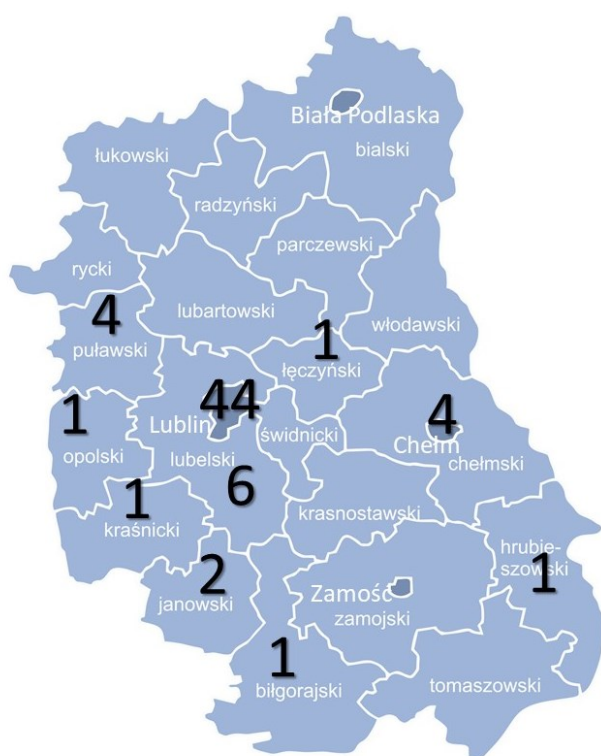 Biała Podlaska
bialski
łukowski
radzyński
parczewski
rycki
lubartowski
4
1
włodawski
puławski
łęczyński
44
1
4
Lublin
świdnicki
Chełm
opolski
lubelski
chełmski
6
1
krasnostawski
kraśnicki
hrubie-
szowski
1
2
Zamość
janowski
zamojski
1
biłgorajski
tomaszowski